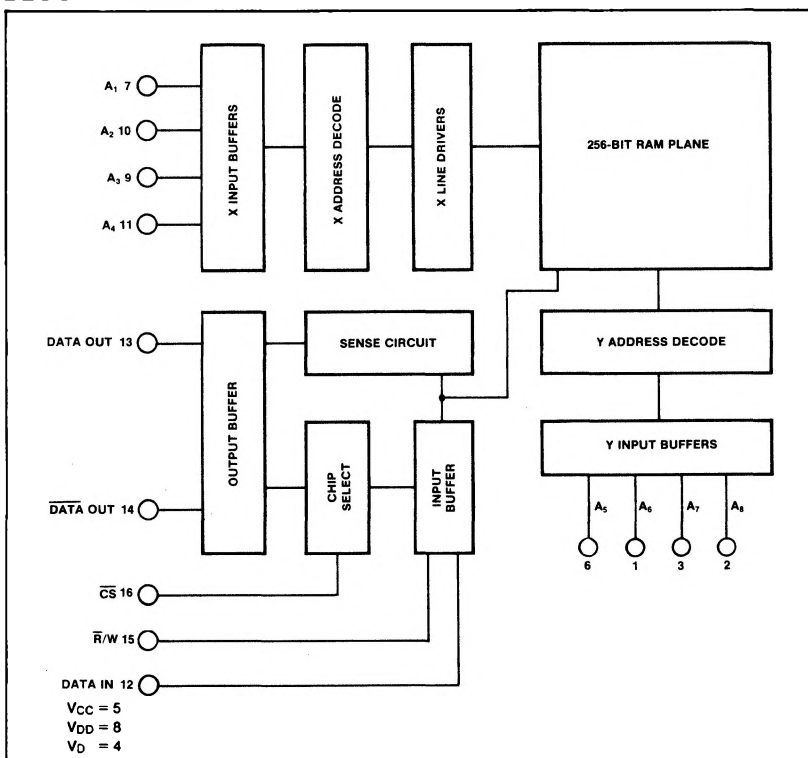 A₁ 7
A₂ 10
A₃ 9
A₄ 11
X INPUT BUFFERS
X ADDRESS DECODE
X LINE DRIVERS
256-BIT RAM PLANE
DATA OUT 13
OUTPUT BUFFER
SENSE CIRCUIT
Y ADDRESS DECODE
CHIP
SELECT
INPUT
BUFFER
Y INPUT BUFFERS
D̅A̅T̅A̅ OUT 14
A₅ A₆ A₇ A₈
6 1 3 2
C̅S̅ 16
R̅/W 15
DATA IN 12
VCC = 5
VDD = 8
VD = 4